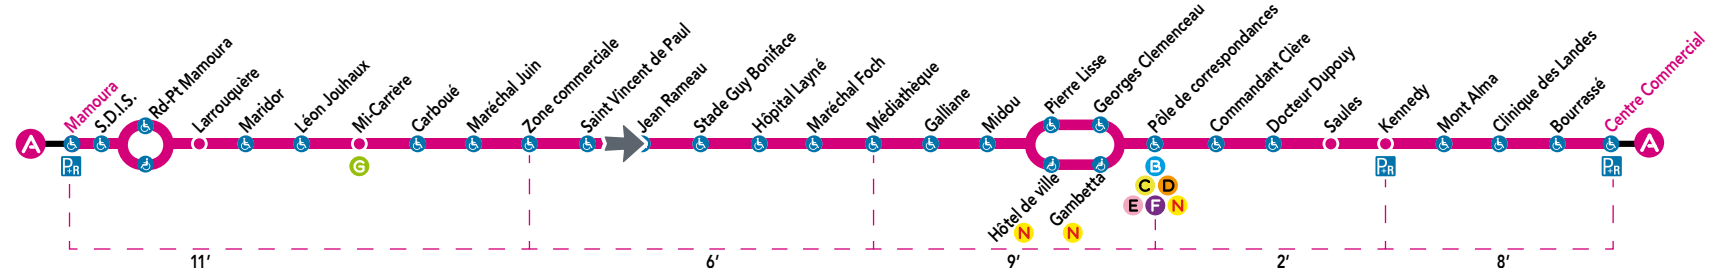 A
Mamoura
P+R
S.D.I.S.
Rd-Pt Mamoura
Larrouquère
Maridor
Léon Jouhaux
Mi-Carrère
G
Carboué
Maréchal Juin
Zone commerciale
Saint Vincent de Paul
Jean Rameau
Stade Guy Boniface
Hôpital Layné
Maréchal Foch
Médiathèque
Galliane
Midou
Pierre Lisse
Georges Clemenceau
Hôtel de ville
N
Gambetta
N
Pôle de correspondances
B
C D
E F N
Commandant Clère
Docteur Dupouy
Saules
Kennedy
P+R
Mont Alma
Clinique des Landes
Bourrassé
Centre Commercial
P+R
A
11’
6’
9’
2’
8’